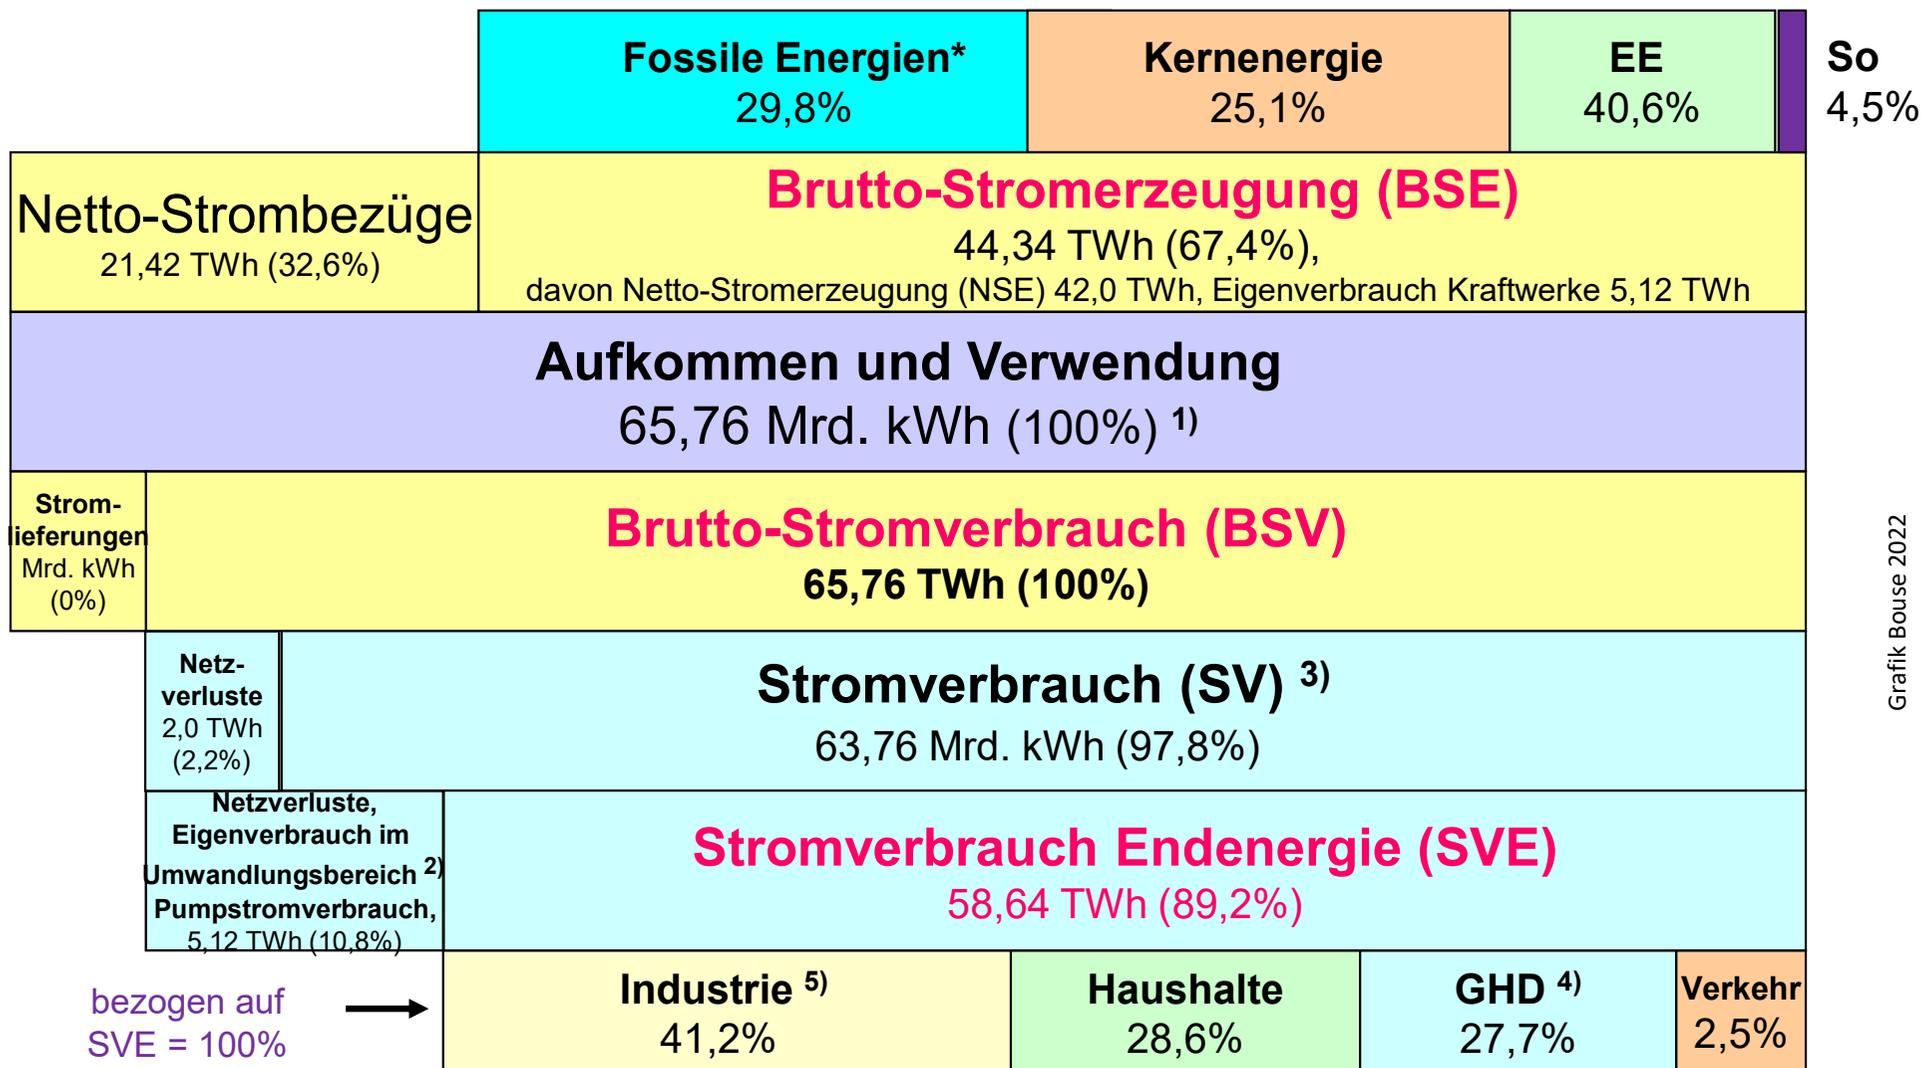 Fossile Energien*
29,8%
Kernenergie
25,1%
EE
40,6%
So
4,5%
Netto-Strombezüge
21,42 TWh (32,6%)
Brutto-Stromerzeugung (BSE)
44,34 TWh (67,4%),
davon Netto-Stromerzeugung (NSE) 42,0 TWh, Eigenverbrauch Kraftwerke 5,12 TWh
Aufkommen und Verwendung
65,76 Mrd. kWh (100%) 1)
Strom-
lieferungen
Mrd. kWh
(0%)
Brutto-Stromverbrauch (BSV)
65,76 TWh (100%)
Netz-
verluste
2,0 TWh
(2,2%)
Stromverbrauch (SV) 3)
63,76 Mrd. kWh (97,8%)
Netzverluste,
Eigenverbrauch im
Umwandlungsbereich 2)
Pumpstromverbrauch,
5,12 TWh (10,8%)
Stromverbrauch Endenergie (SVE)
58,64 TWh (89,2%)
bezogen auf
SVE = 100%
Industrie 5)
41,2%
Haushalte
28,6%
GHD 4)
27,7%
Verkehr
2,5%
Grafik Bouse 2022